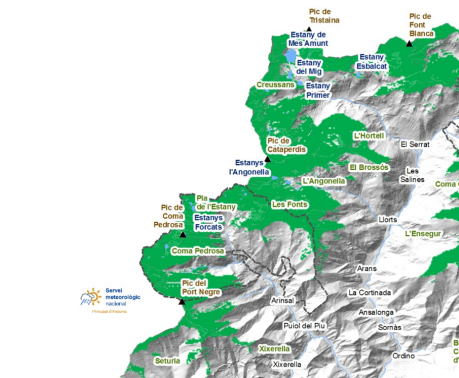 Pic de
Tristaina
Pic de
Font
Blanca
Estany de
Més Amunt
Estany
del Mig
Estany
Esbalcat
Creussans
Estany
Primer
L'Hortell
Pic de
Cataperdís
El Serrat
Estanys
l'Angonella
El Brossós
Les
Salines
L'Angonella
Coma
Pla
de l'Estany
Pic de
Coma
Pedrosa
Estanys
Forcats
Les Fonts
Llorts
L'Ensegur
Coma Pedrosa
Arans
Pic del
Port Negre
La Cortinada
Servei
meteorològic
nacional
Principat d'Andorra
Arinsal
Ansalonga
Puiol del Piu
Sornàs
Xixerella
Ordino
Seturia
Xixerella